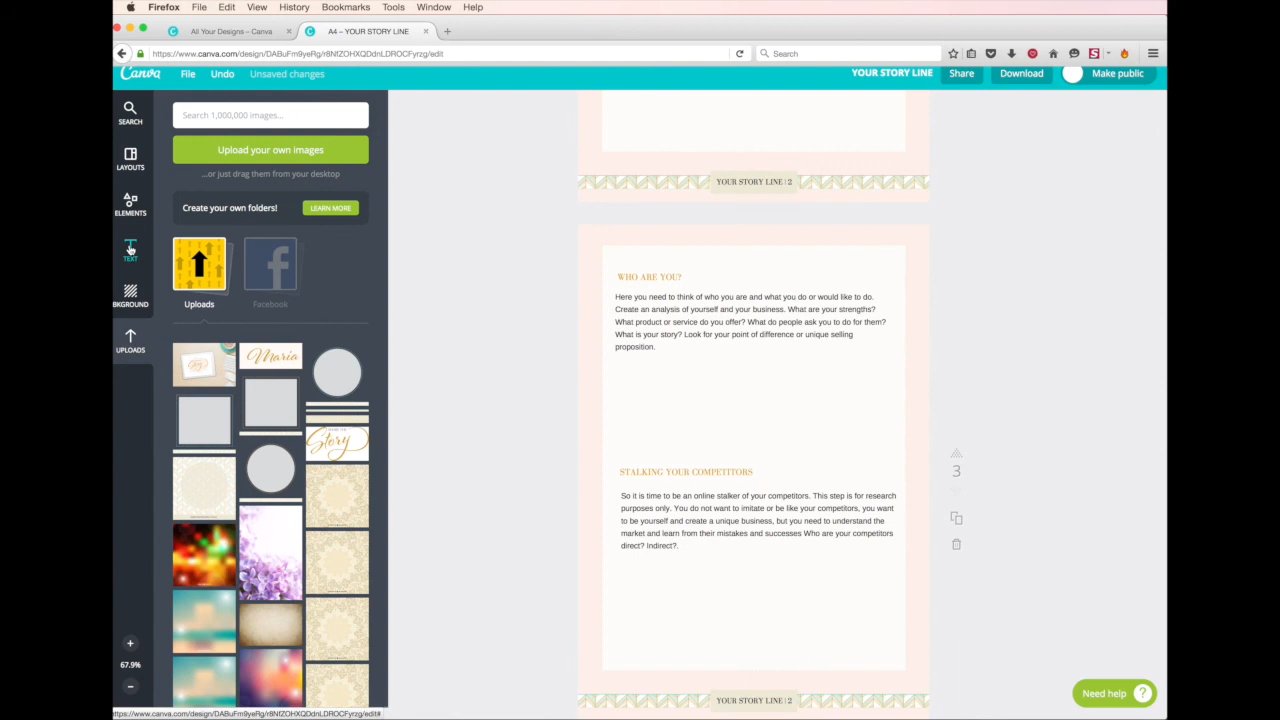 Firefox File Edit View History Bookmarks Tools Window Help
All Your Designs – Canva
A4 – YOUR STORY LINE
https://www.canva.com/design/DABuFm9yeRg/r8NfZOHXQDdnLDROCFyrzg/edit
Search
Canva File Undo Unsaved changes YOUR STORY LINE Share Download Make public
SEARCH
LAYOUTS
ELEMENTS
TEXT
BKGROUND
UPLOADS
67.9%
Search 1,000,000 images...
Upload your own images
...or just drag them from your desktop
Create your own folders! LEARN MORE
Uploads Facebook
Maria
Story
YOUR STORY LINE | 2
WHO ARE YOU?
Here you need to think of who you are and what you do or would like to do.
Create an analysis of yourself and your business. What are your strengths?
What product or service do you offer? What do people ask you to do for them?
What is your story? Look for your point of difference or unique selling
proposition.
STALKING YOUR COMPETITORS
So it is time to be an online stalker of your competitors. This step is for research
purposes only. You do not want to imitate or be like your competitors, you want
to be yourself and create a unique business, but you need to understand the
market and learn from their mistakes and successes Who are your competitors
direct? Indirect?.
YOUR STORY LINE | 2
3
Need help ?
https://www.canva.com/design/DABuFm9yeRg/r8NfZOHXQDdnLDROCFyrzg/edit#